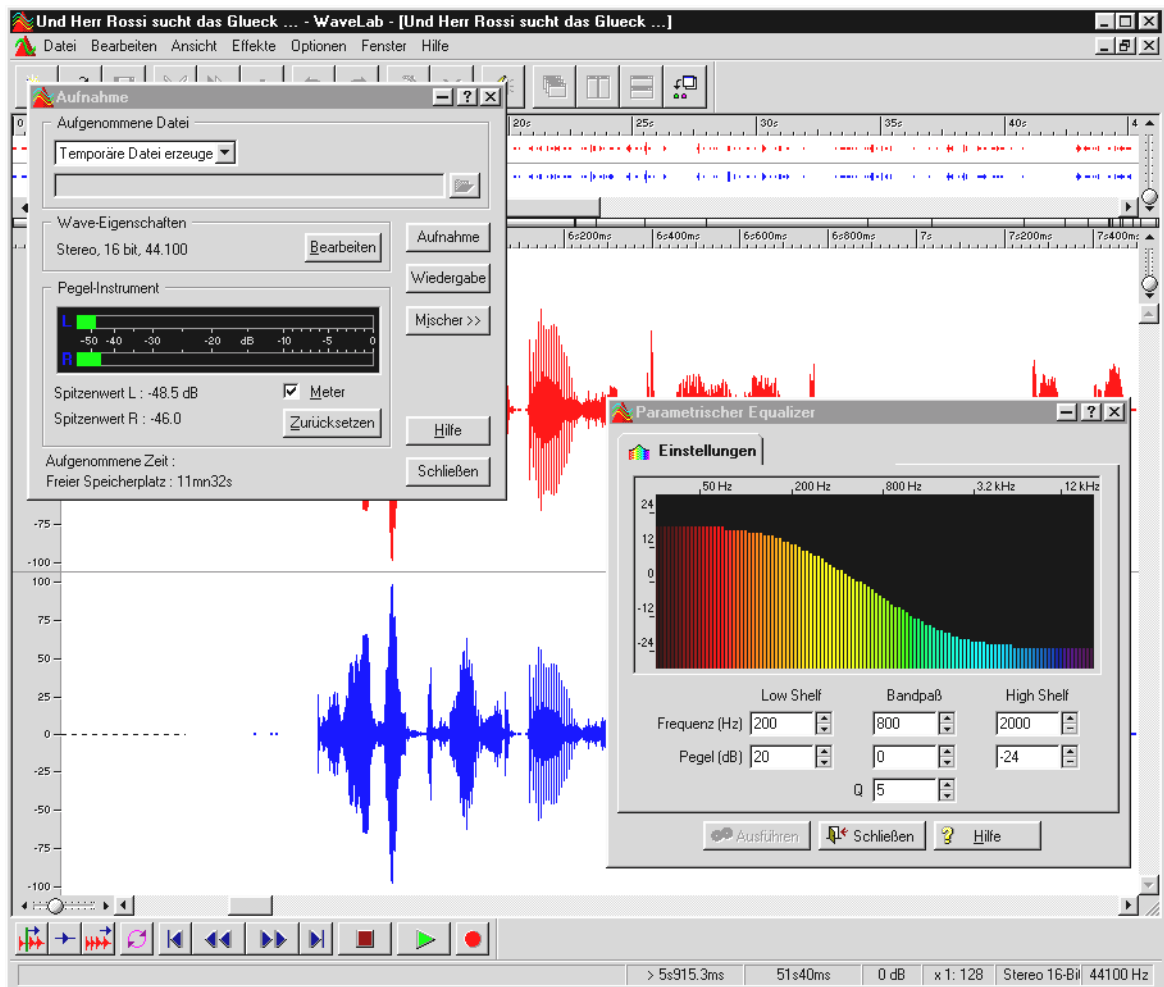 Und Herr Rossi sucht das Glueck ... - WaveLab - [Und Herr Rossi sucht das Glueck ...]
Datei Bearbeiten Ansicht Effekte Optionen Fenster Hilfe
Aufnahme
Aufgenommene Datei
Temporäre Datei erzeuge
Wave-Eigenschaften
Stereo, 16 bit, 44.100
Bearbeiten
Pegel-Instrument
L
-50 -40 -30 -20 dB -10 -5 0
R
Spitzenwert L : -48.5 dB
Meter
Spitzenwert R : -46.0
Zurücksetzen
Aufgenommene Zeit :
Freier Speicherplatz : 11mn32s
Aufnahme
Wiedergabe
Mischer >>
Hilfe
Schließen
0 20s 25s 30s 35s 40s 4
6s200ms 6s400ms 6s600ms 6s800ms 7s 7s200ms 7s400ms
-75
-100
100
75
50
25
0
-25
-50
-75
-100
Parametrischer Equalizer
Einstellungen
50 Hz 200 Hz 800 Hz 3.2 kHz 12 kHz
24
12
0
-12
-24
Low Shelf Bandpaß High Shelf
Frequenz (Hz) 200 800 2000
Pegel (dB) 20 0 -24
Q 5
Ausführen Schließen Hilfe
> 5s915.3ms 51s40ms 0 dB x 1: 128 Stereo 16-Bit 44100 Hz